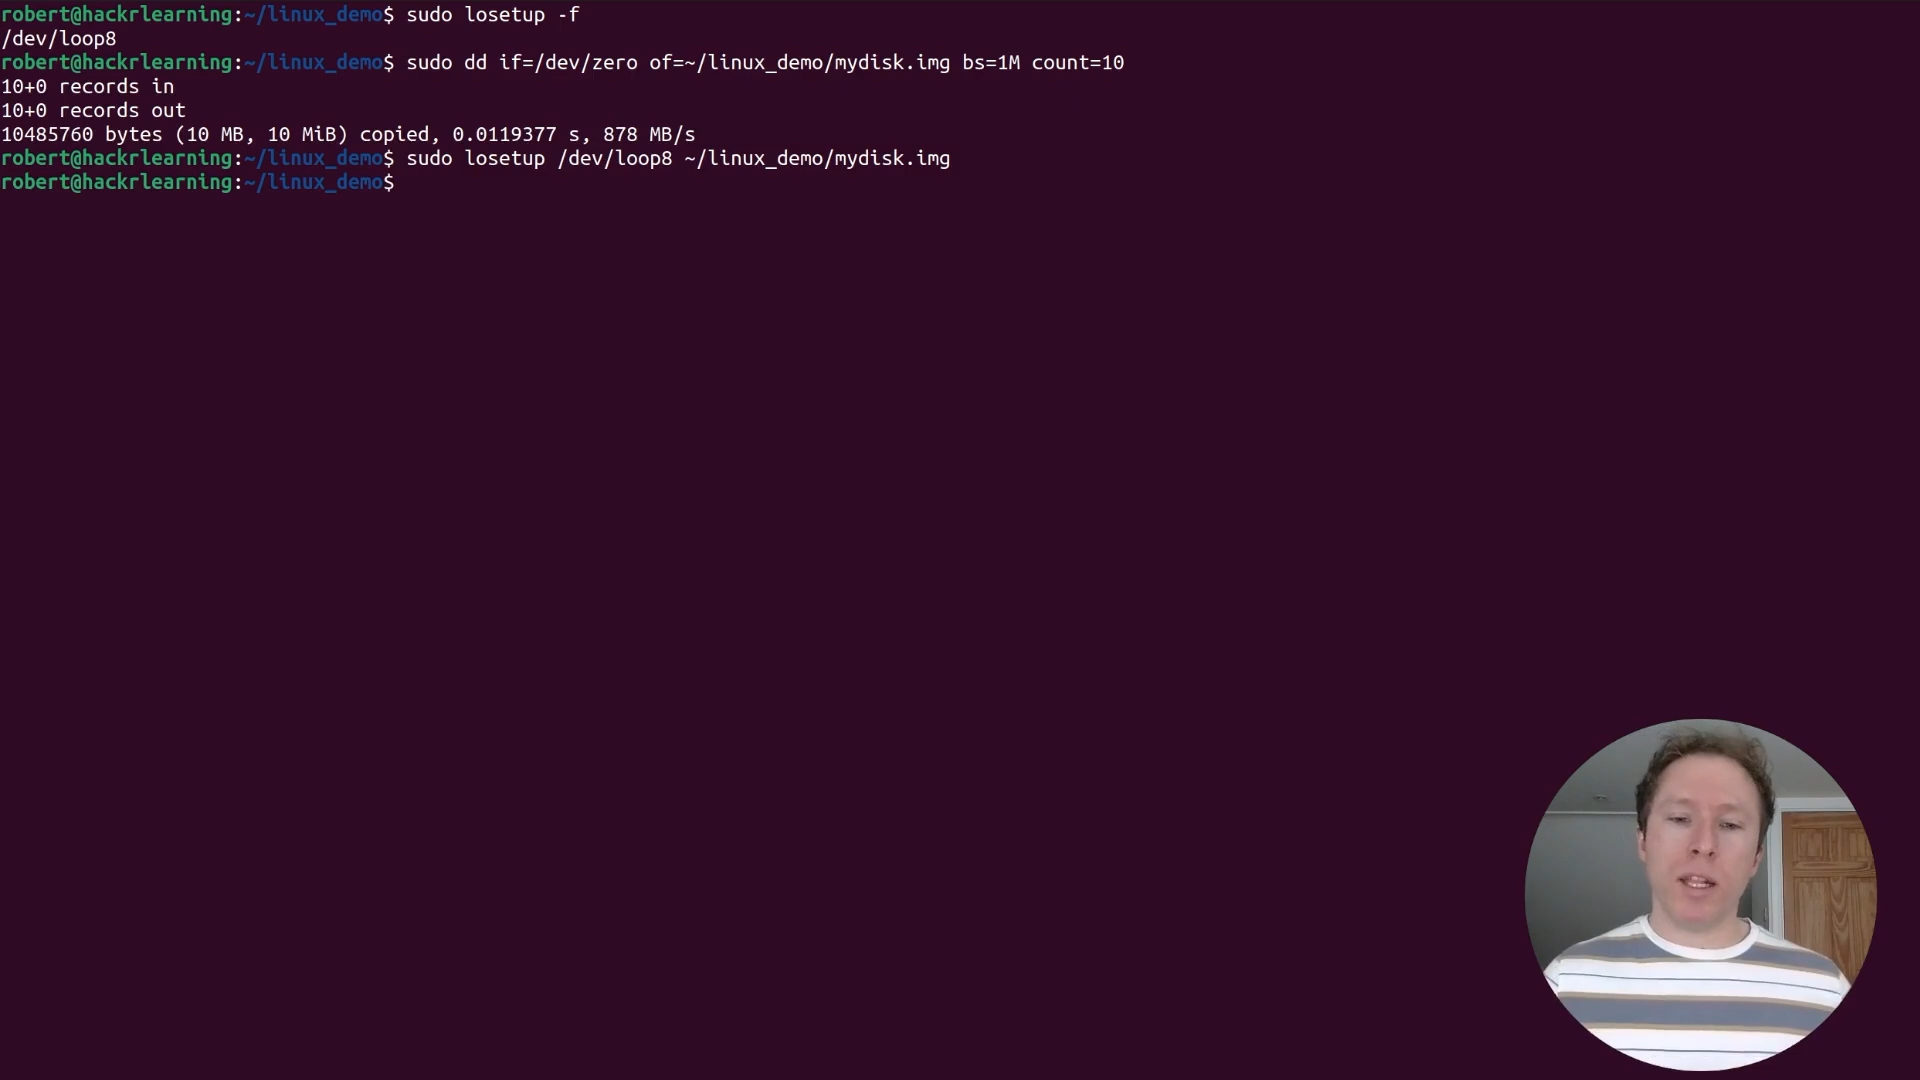 robert@hackrlearning:~/linux_demo$ sudo losetup -f
/dev/loop8
robert@hackrlearning:~/linux_demo$ sudo dd if=/dev/zero of=~/linux_demo/mydisk.img bs=1M count=10
10+0 records in
10+0 records out
10485760 bytes (10 MB, 10 MiB) copied, 0.0119377 s, 878 MB/s
robert@hackrlearning:~/linux_demo$ sudo losetup /dev/loop8 ~/linux_demo/mydisk.img
robert@hackrlearning:~/linux_demo$